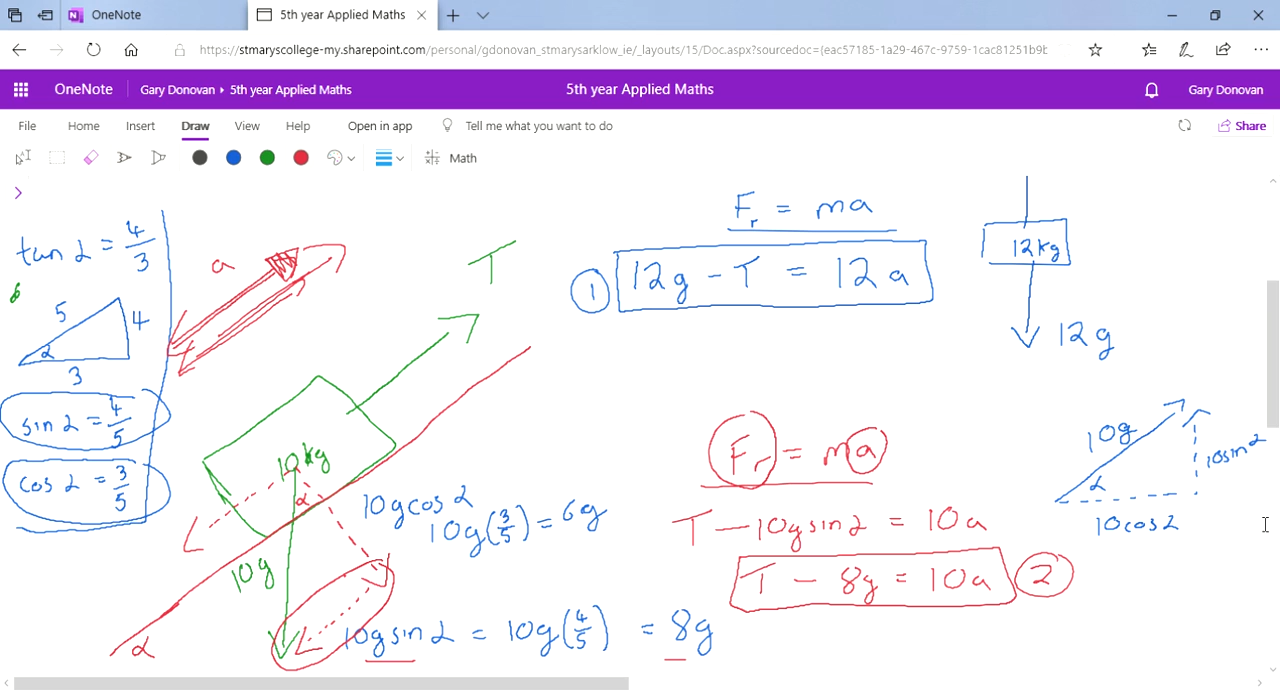 OneNote
5th year Applied Maths
https://stmaryscollege-my.sharepoint.com/personal/gdonovan_stmarysarklow_ie/_layouts/15/Doc.aspx?sourcedoc={eac57185-1a29-467c-9759-1cac81251b9b
OneNote
Gary Donovan › 5th year Applied Maths
5th year Applied Maths
Gary Donovan
File
Home
Insert
Draw
View
Help
Open in app
Tell me what you want to do
Share
Math
tan α = 4/3
5
4
α
3
sin α = 4/5
cos α = 3/5
a
T
10kg
α
10g
α
10g cos α
10g(3/5) = 6g
10g sin α = 10g(4/5) = 8g
Fr = ma
① 12g - T = 12a
12kg
12g
Fr = ma
T - 10g sin α = 10a
T - 8g = 10a ②
10g
α
10sin α
10cos α